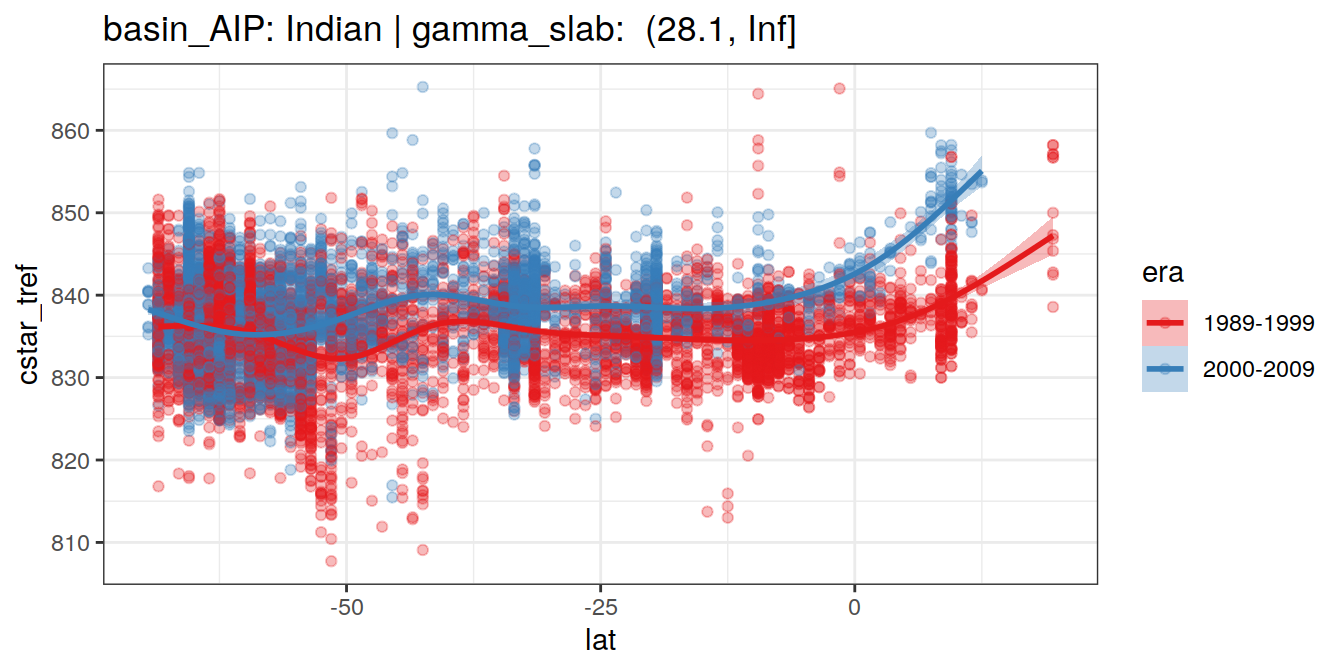 basin_AIP: Indian | gamma_slab:  (28.1, Inf]
860
850
840
830
820
810
cstar_tref
-50
-25
0
lat
era
1989-1999
2000-2009